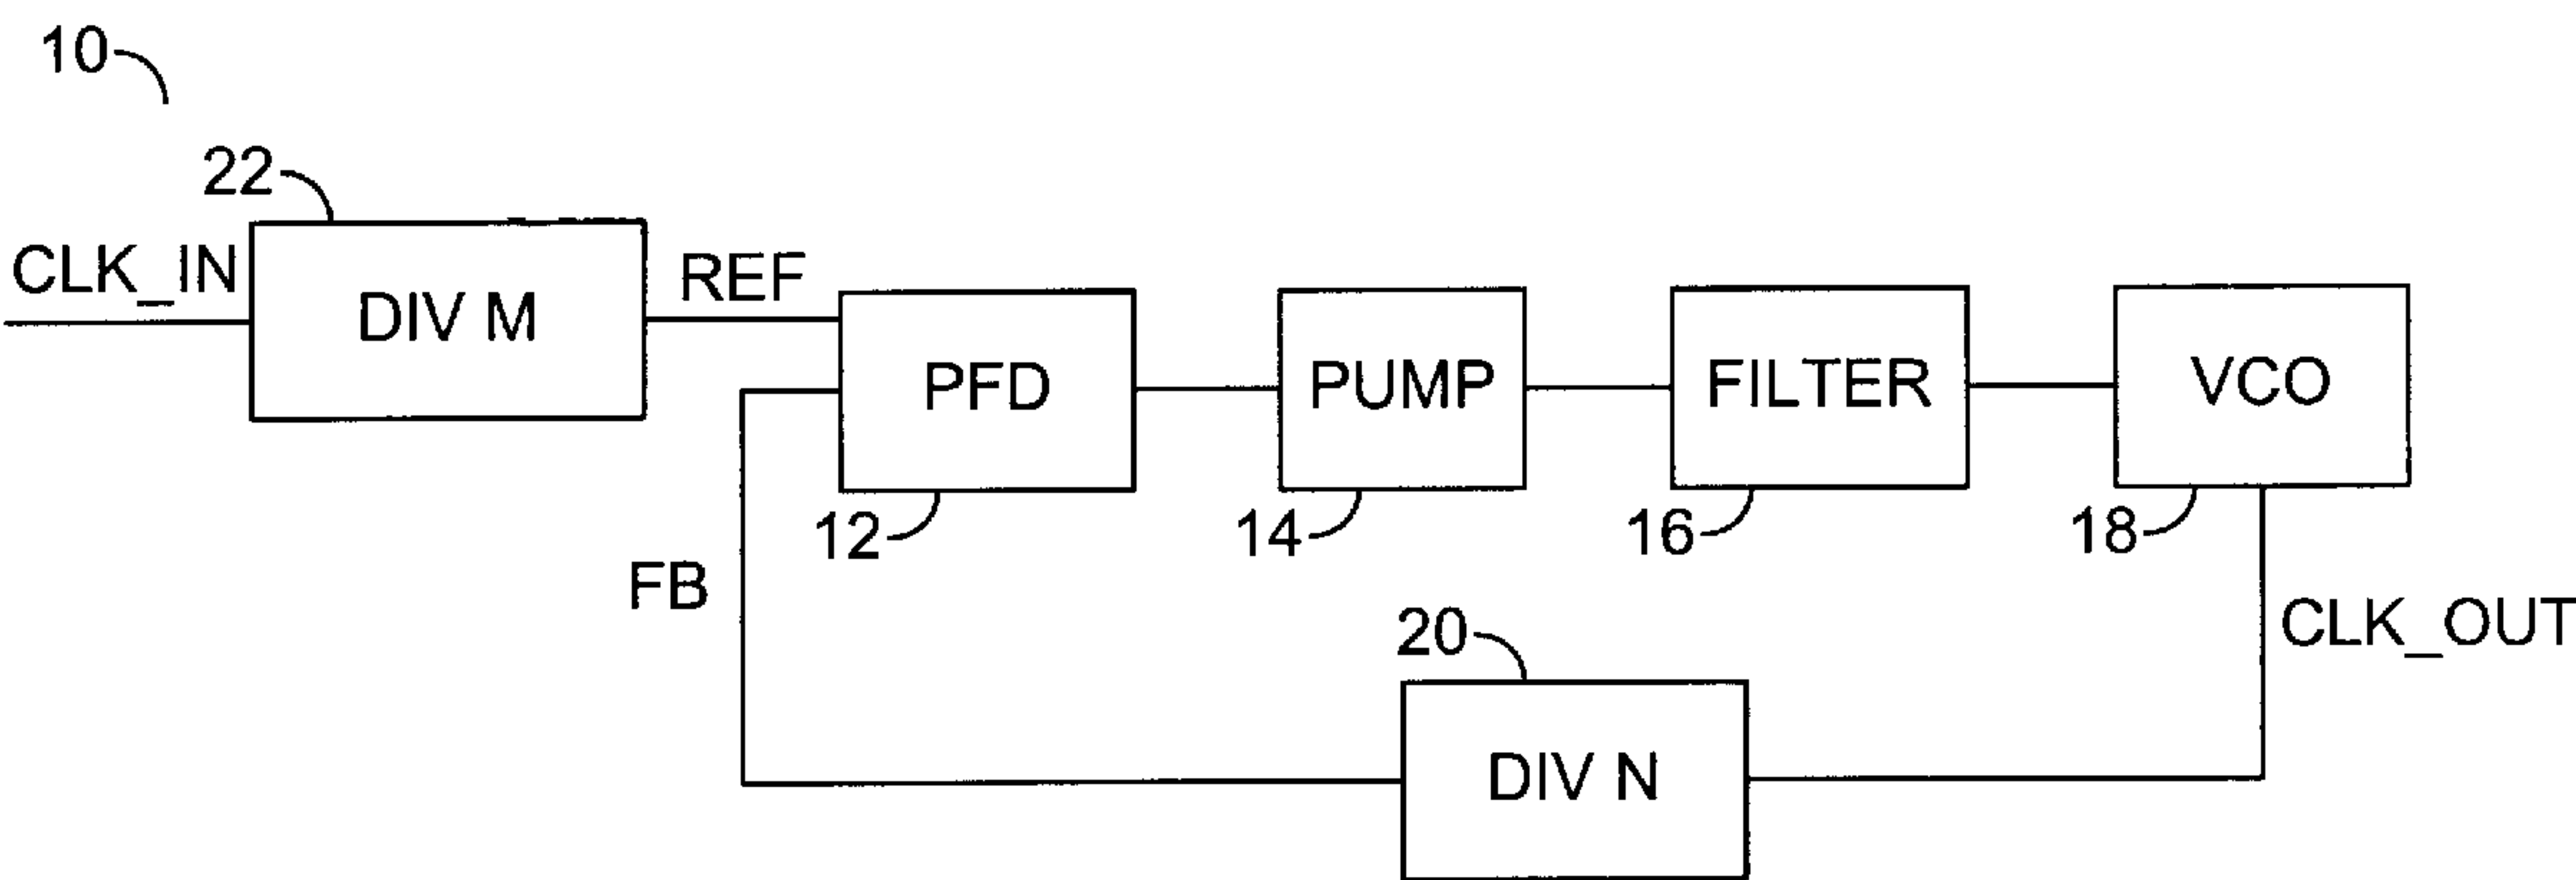 10
22
CLK_IN
DIV M
REF
PFD
PUMP
FILTER
VCO
12
14
16
18
FB
20
CLK_OUT
DIV N